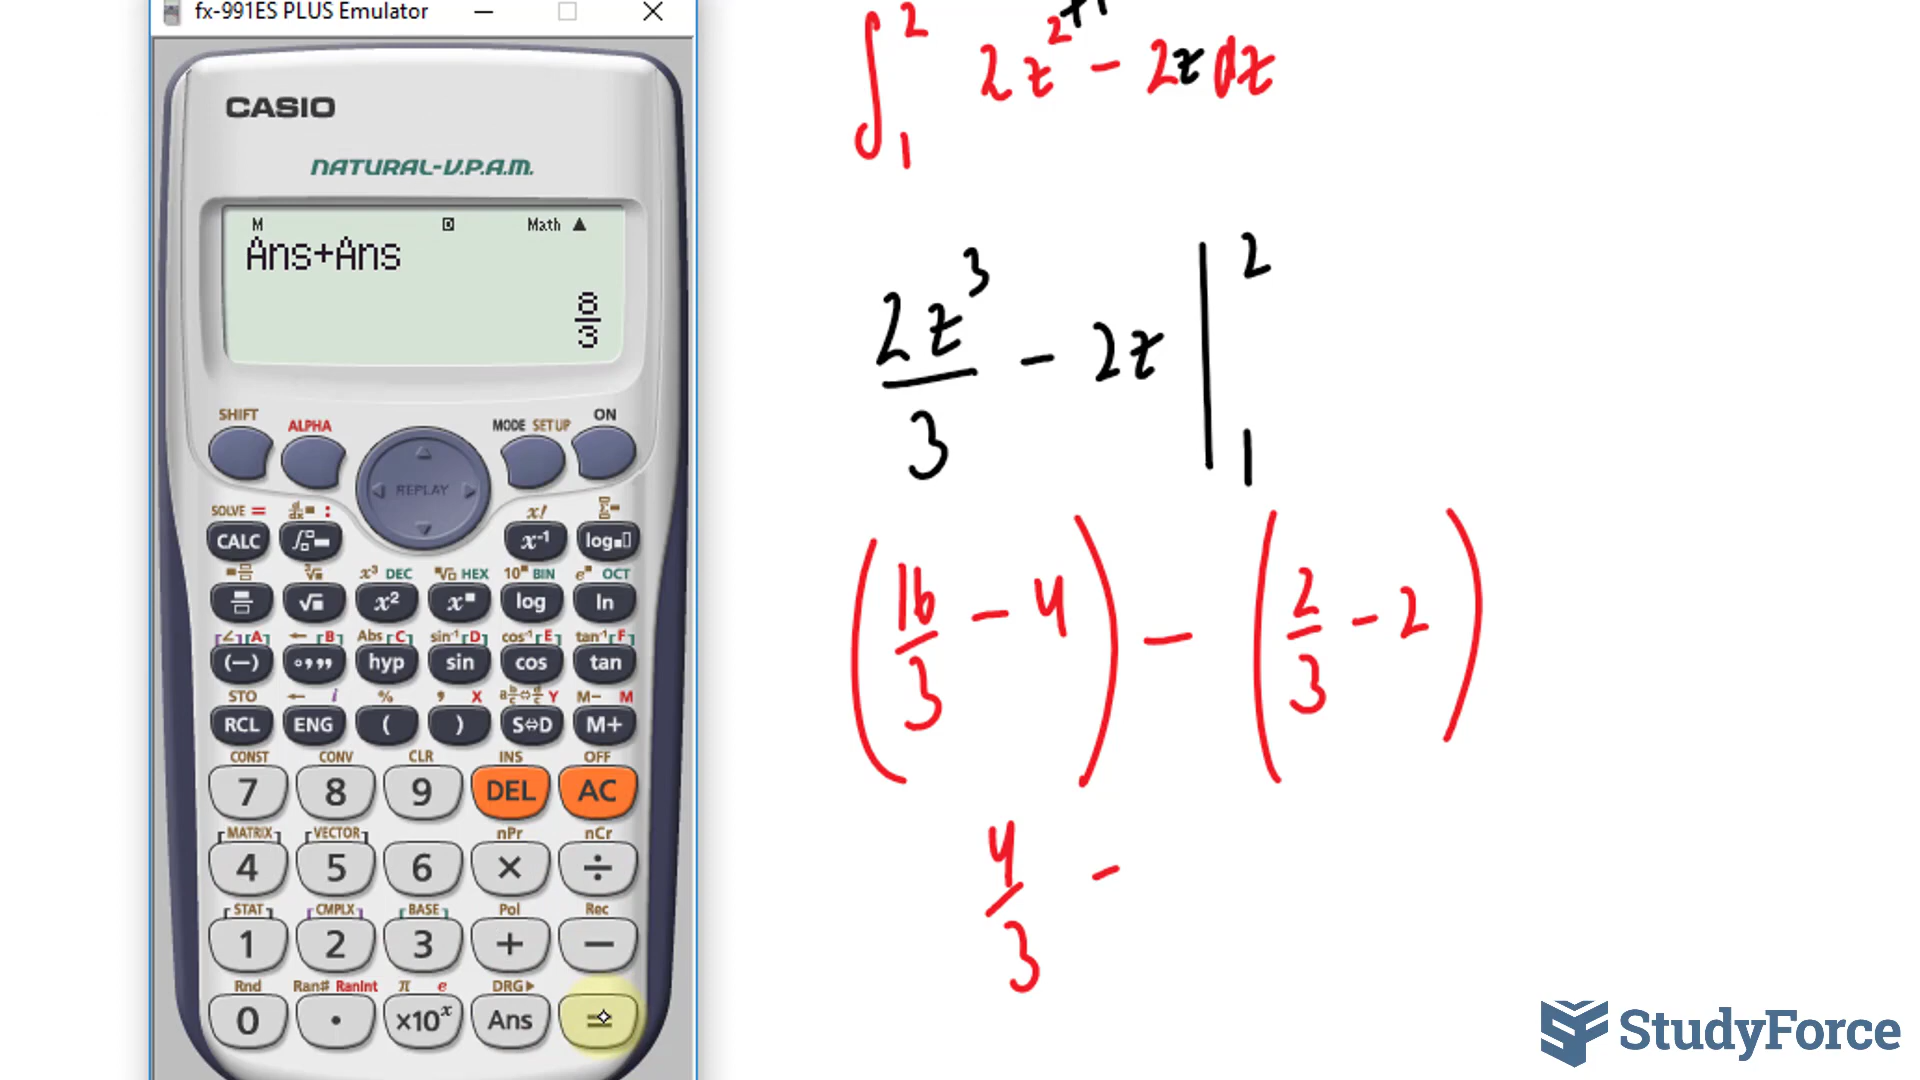 fx-991ES PLUS Emulator
CASIO
NATURAL-V.P.A.M.
M D Math ▲
Ans+Ans
8/3
SHIFT ALPHA MODE SETUP ON
REPLAY
SOLVE = d/dx : x! Σ
CALC ∫ x⁻¹ log
x³ DEC HEX 10 BIN e OCT
√ x² x log ln
∠ A ← B Abs C sin⁻¹ D cos⁻¹ E tan⁻¹ F
(−) °,,, hyp sin cos tan
STO ← i % , X a b/c⇔d/c Y M− M
RCL ENG ( ) S⇔D M+
CONST CONV CLR INS OFF
7 8 9 DEL AC
MATRIX VECTOR nPr nCr
4 5 6 × ÷
STAT CMPLX BASE Pol Rec
1 2 3 + −
Rnd Ran# RanInt π e DRG▶
0 . ×10ˣ Ans =
∫₁² 2z²⁺¹ − 2z dz
2z³/3 − 2z |₁²
(16/3 − 4) − (2/3 − 2)
4/3 −
StudyForce